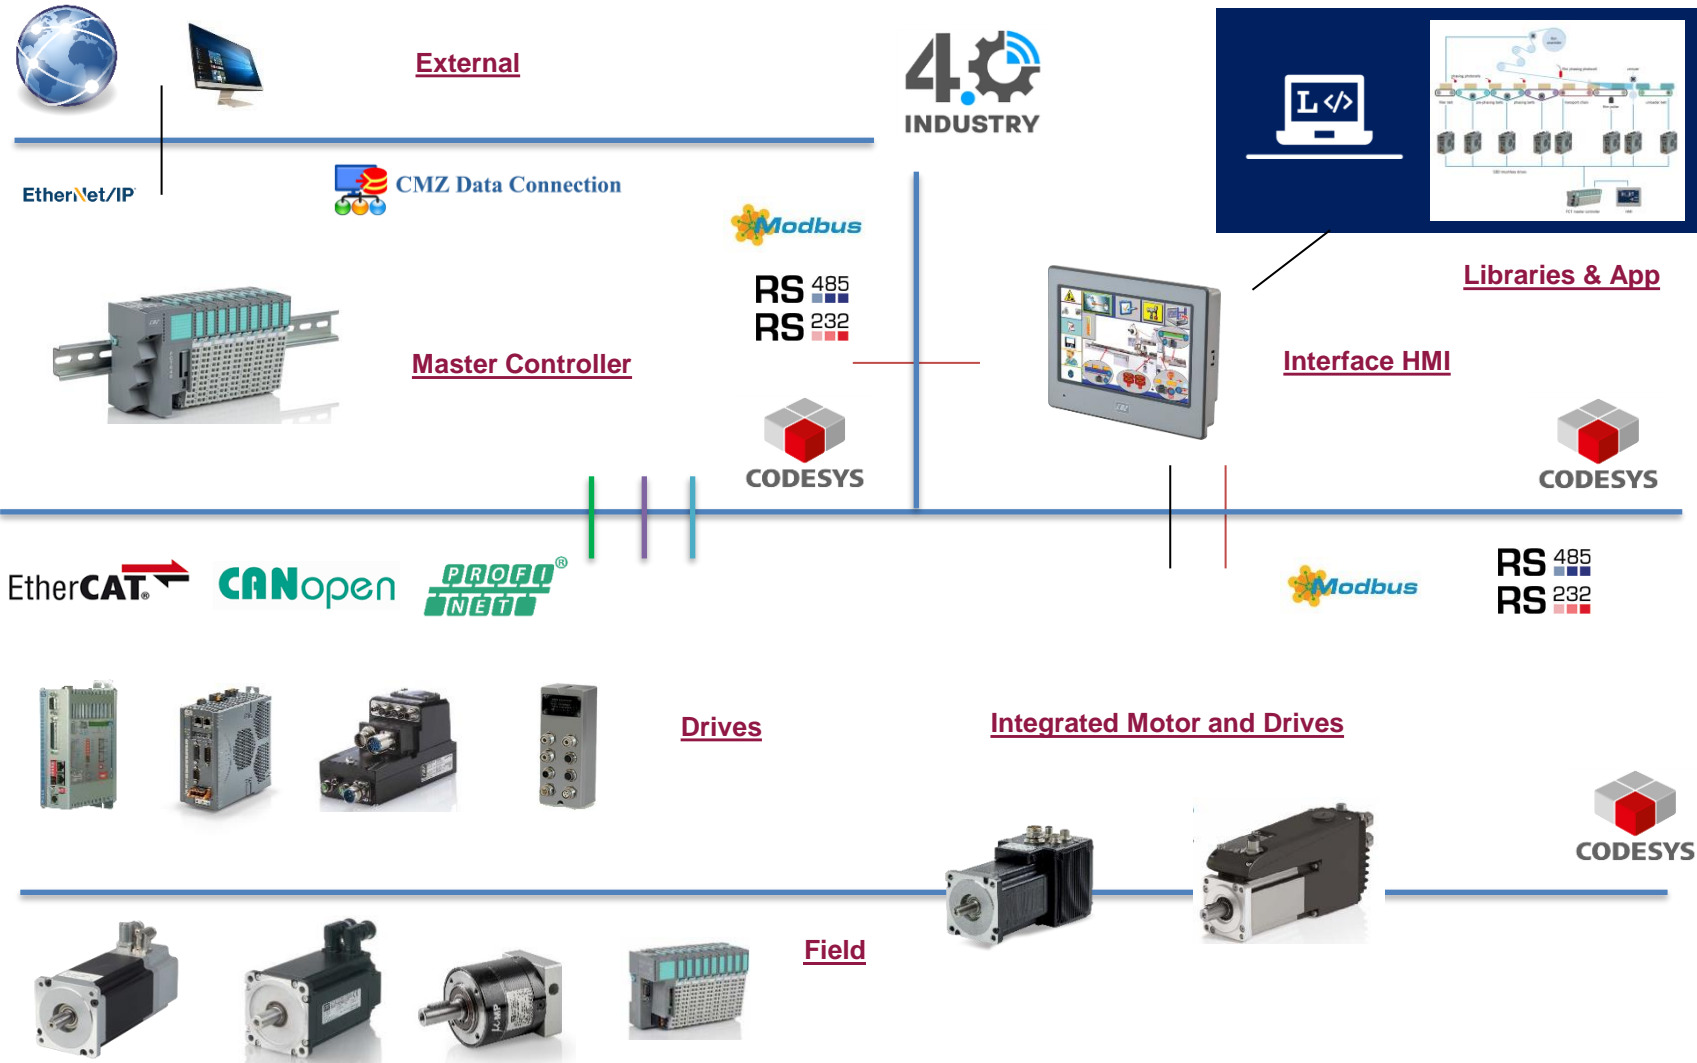 External
4.0
INDUSTRY
L </>
EtherNet/IP
CMZ Data Connection
Modbus
RS 485
RS 232
Libraries & App
Master Controller
Interface HMI
CODESYS
CODESYS
EtherCAT®
CANopen
PROFI®
NET
Modbus
RS 485
RS 232
Drives
Integrated Motor and Drives
CODESYS
Field